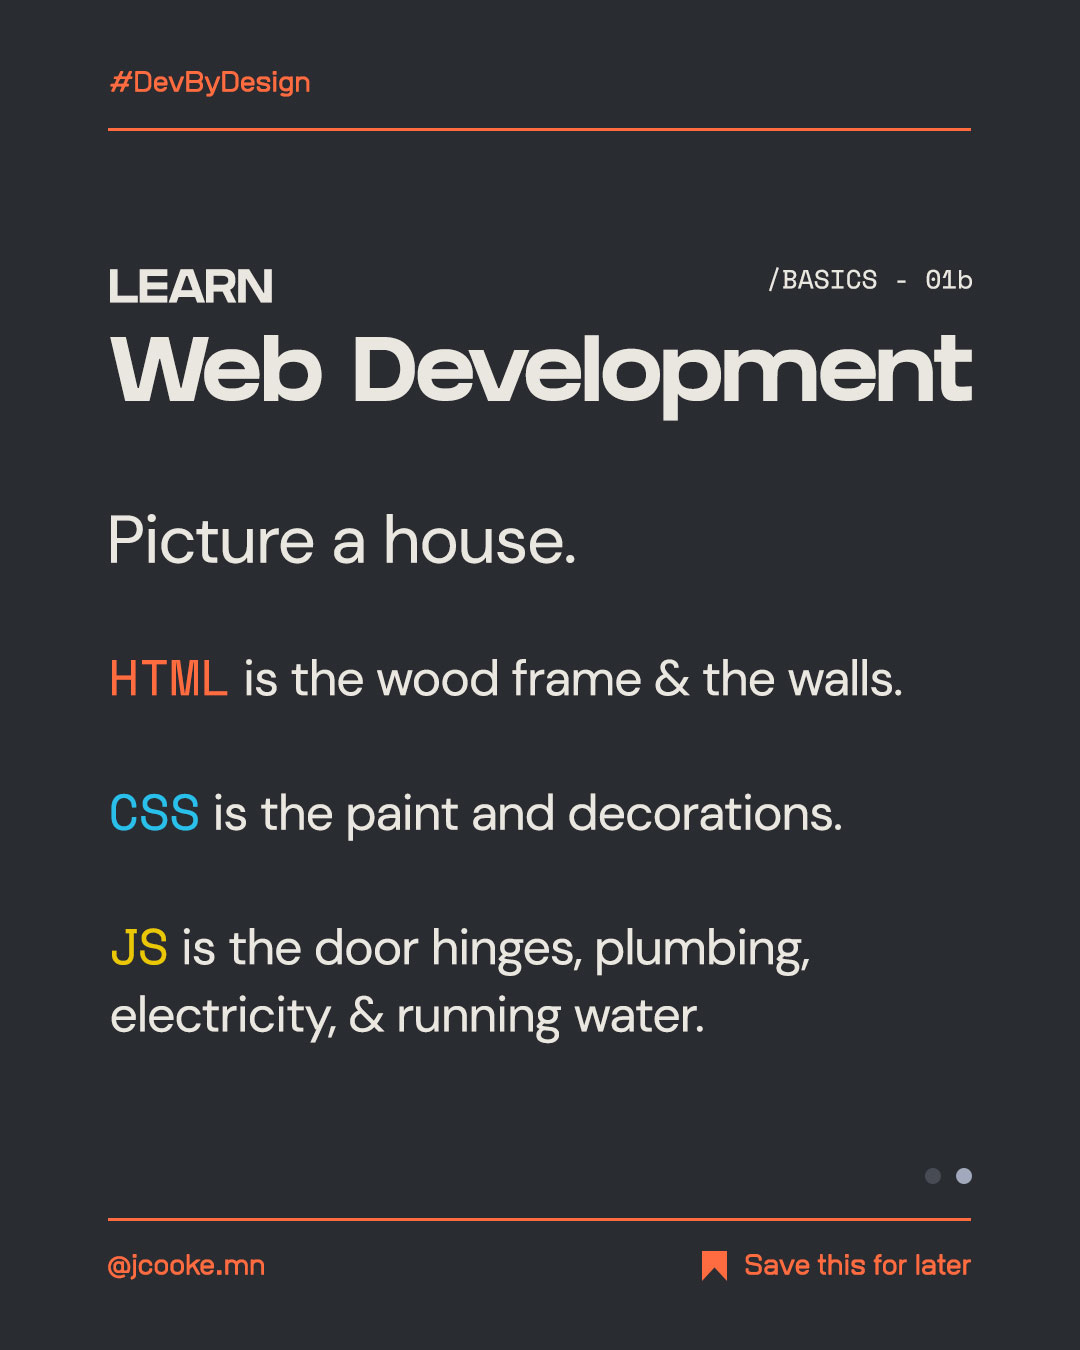 #DevByDesign
LEARN
/BASICS - 01b
Web Development
Picture a house.
HTML is the wood frame & the walls.
CSS is the paint and decorations.
JS is the door hinges, plumbing,
electricity, & running water.
@jcooke.mn
Save this for later